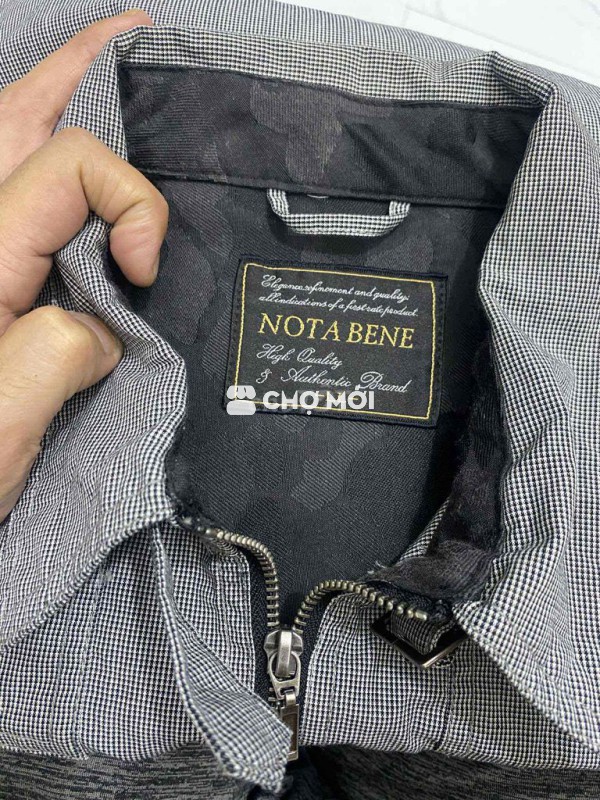 Elegance, refinement and quality;
all indications of a first rate product.
NOTA BENE
High Quality
& Authentic Brand
CHỢ MỚI